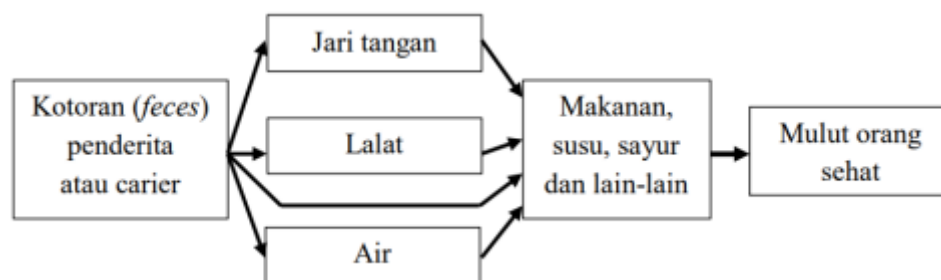 Kotoran (feces)
penderita
atau carier
Jari tangan
Lalat
Air
Makanan,
susu, sayur
dan lain-lain
Mulut orang
sehat